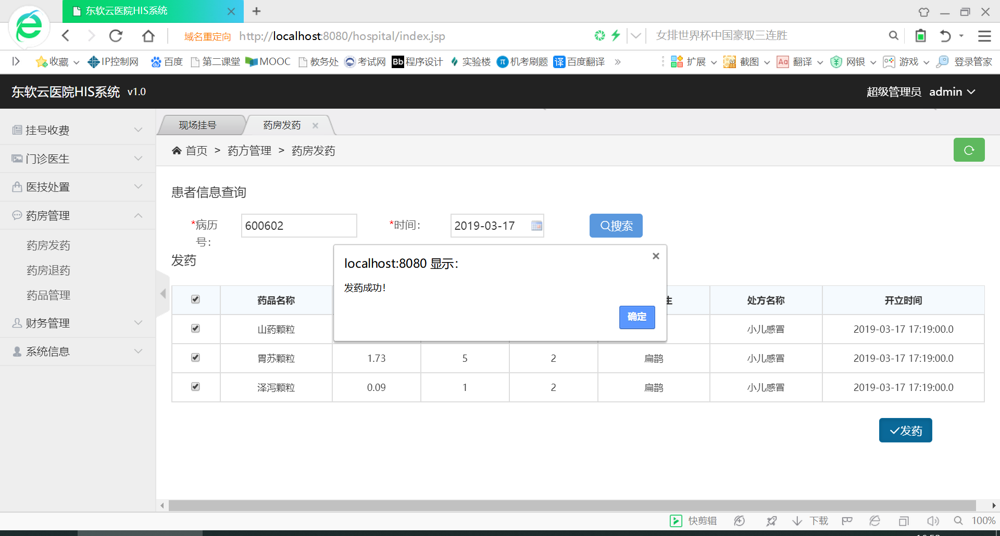 东软云医院HIS系统
域名重定向 http://localhost:8080/hospital/index.jsp 女排世界杯中国豪取三连胜
收藏 IP控制网 百度 第二课堂 MOOC 教务处 考试网 Bb 程序设计 实验楼 π 机考刷题 译 百度翻译 » 扩展 截图 Aa 翻译 网银 游戏 登录管家
东软云医院HIS系统 v1.0 超级管理员 admin
挂号收费
门诊医生
医技处置
药房管理
药房发药
药房退药
药品管理
财务管理
系统信息
现场挂号 药房发药
首页 > 药方管理 > 药房发药
患者信息查询
*病历号: 600602 *时间: 2019-03-17 搜索
发药
localhost:8080 显示:
发药成功!
确定
药品名称 生 处方名称 开立时间
山药颗粒 小儿感冒 2019-03-17 17:19:00.0
胃苏颗粒 1.73 5 2 扁鹊 小儿感冒 2019-03-17 17:19:00.0
泽泻颗粒 0.09 1 2 扁鹊 小儿感冒 2019-03-17 17:19:00.0
发药
快剪辑 下载 100%